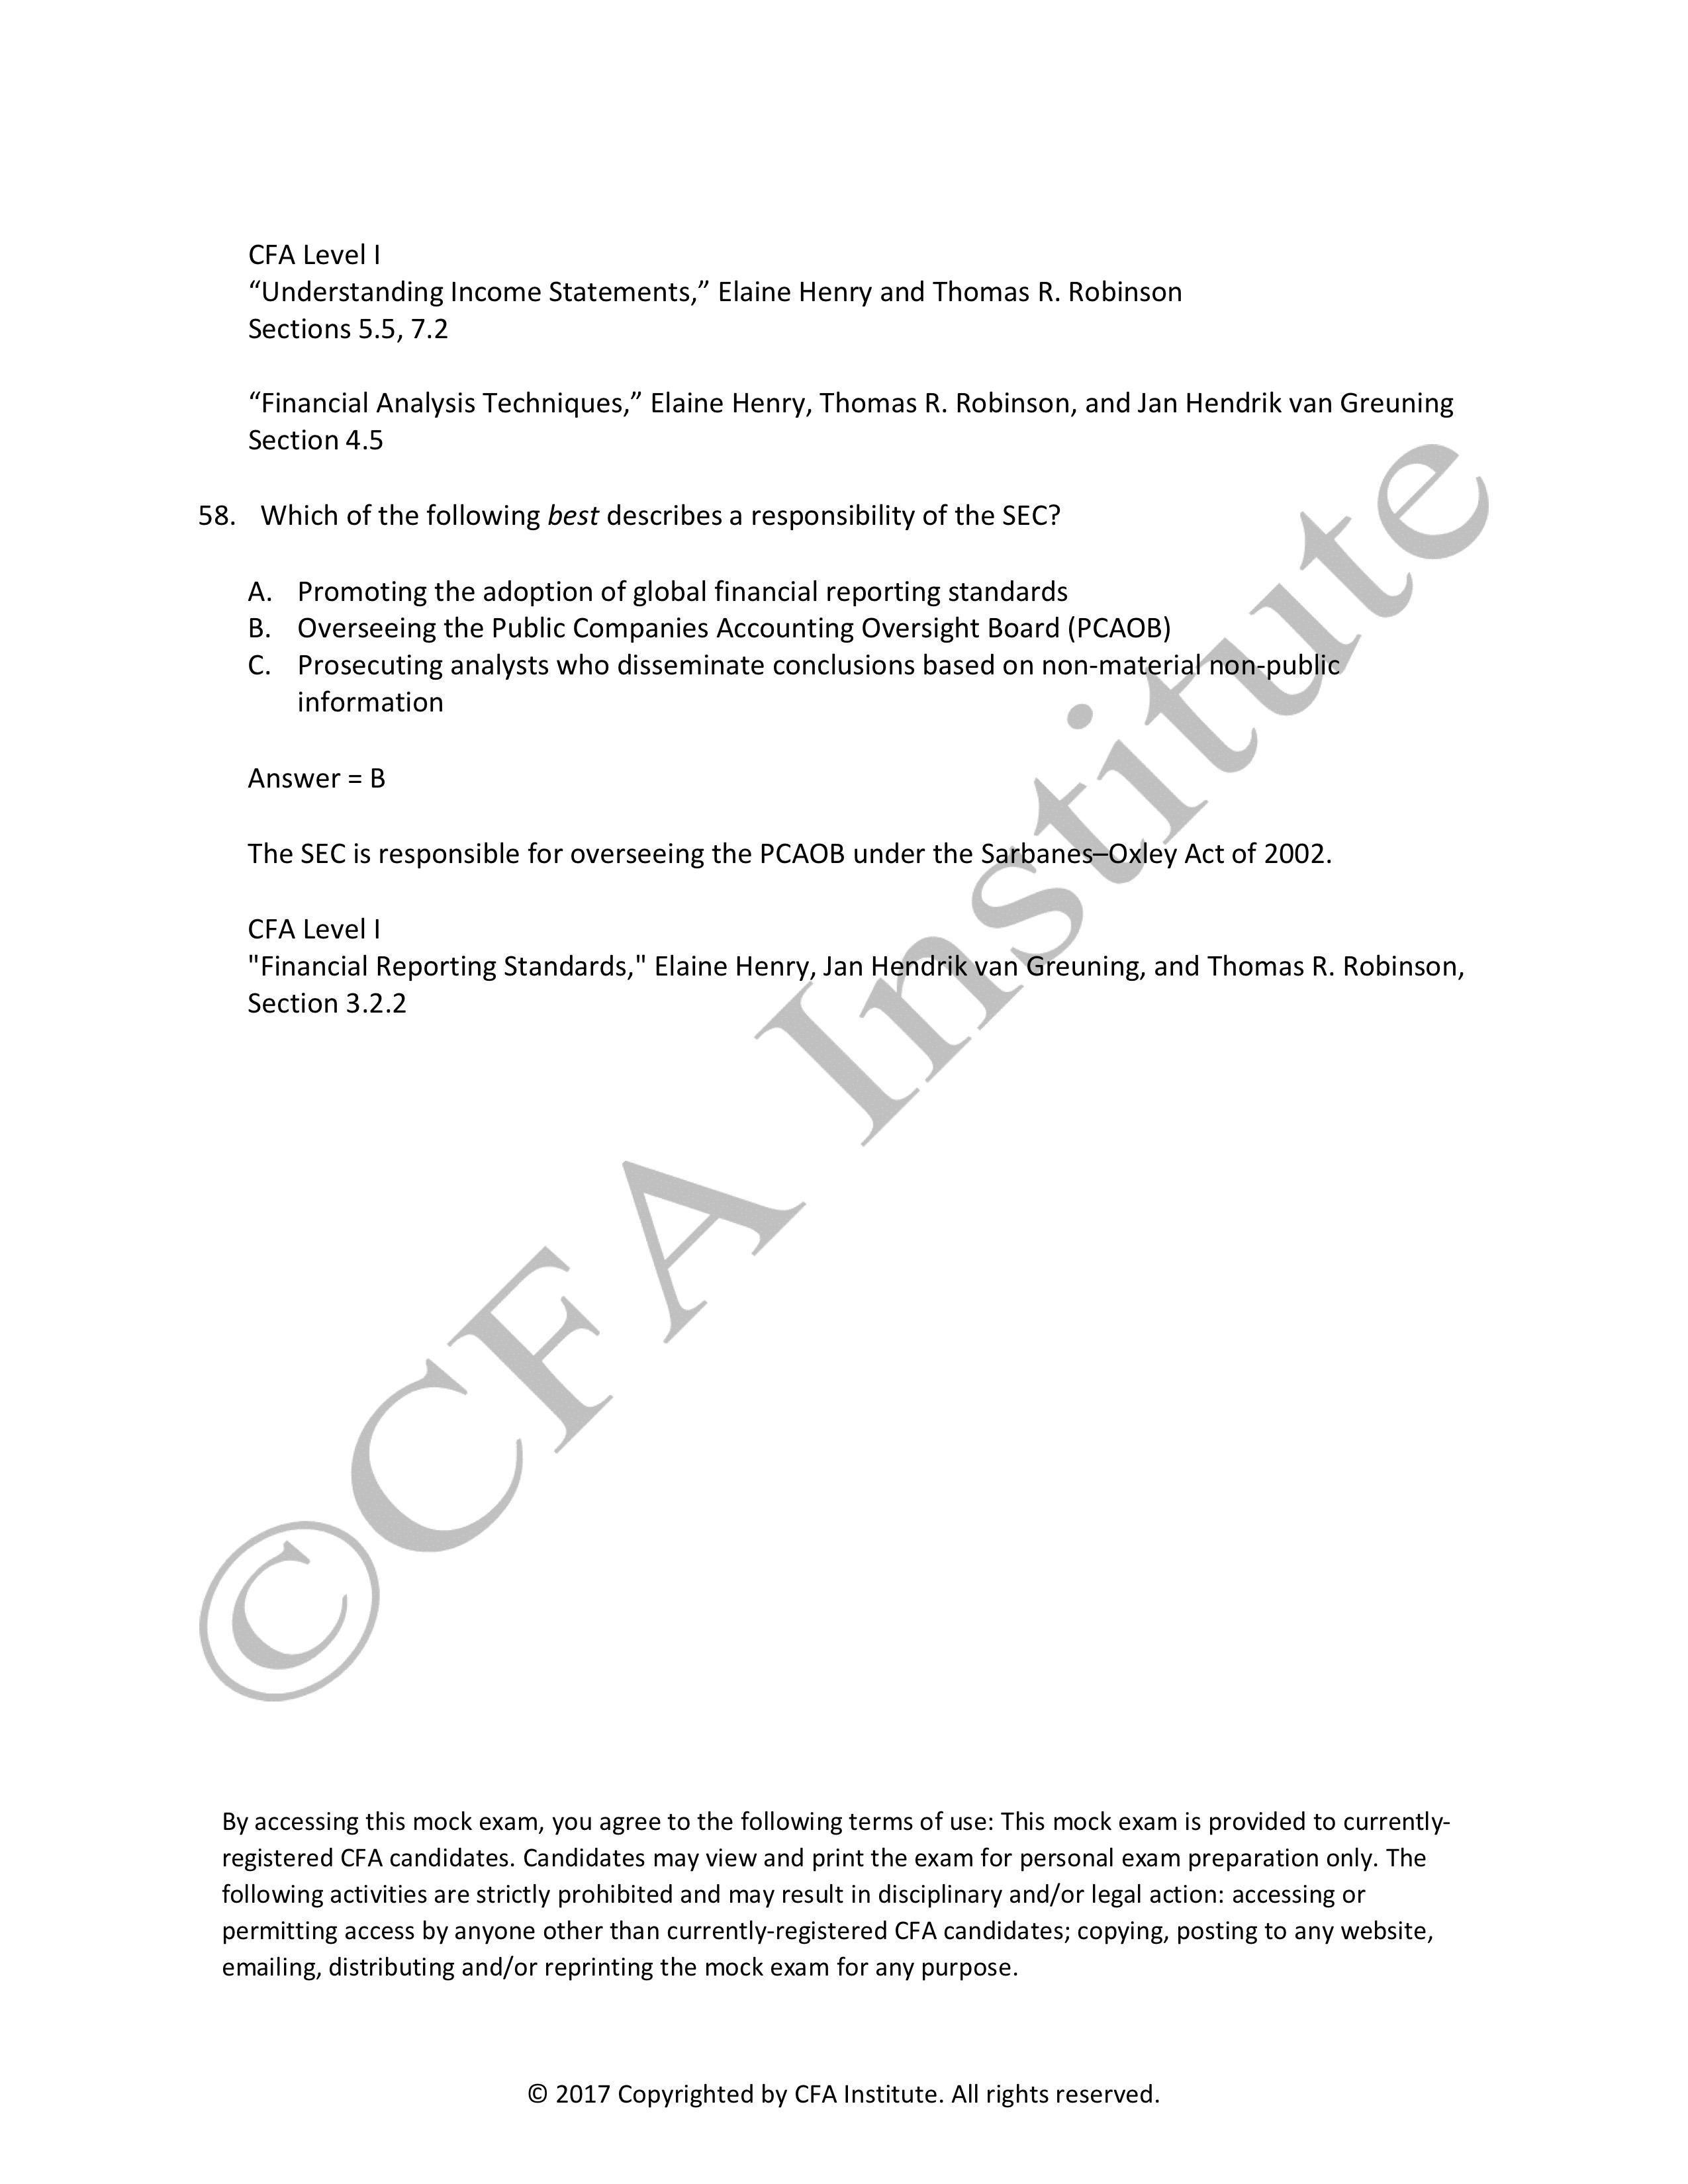 CFA Level I
“Understanding Income Statements,” Elaine Henry and Thomas R. Robinson
Sections 5.5, 7.2
“Financial Analysis Techniques,” Elaine Henry, Thomas R. Robinson, and Jan Hendrik van Greuning
Section 4.5
58. Which of the following best describes a responsibility of the SEC?
A. Promoting the adoption of global financial reporting standards
B. Overseeing the Public Companies Accounting Oversight Board (PCAOB)
C. Prosecuting analysts who disseminate conclusions based on non-material non-public
information
Answer = B
The SEC is responsible for overseeing the PCAOB under the Sarbanes–Oxley Act of 2002.
CFA Level I
"Financial Reporting Standards," Elaine Henry, Jan Hendrik van Greuning, and Thomas R. Robinson,
Section 3.2.2
©CFA Institute
By accessing this mock exam, you agree to the following terms of use: This mock exam is provided to currently-
registered CFA candidates. Candidates may view and print the exam for personal exam preparation only. The
following activities are strictly prohibited and may result in disciplinary and/or legal action: accessing or
permitting access by anyone other than currently-registered CFA candidates; copying, posting to any website,
emailing, distributing and/or reprinting the mock exam for any purpose.
© 2017 Copyrighted by CFA Institute. All rights reserved.